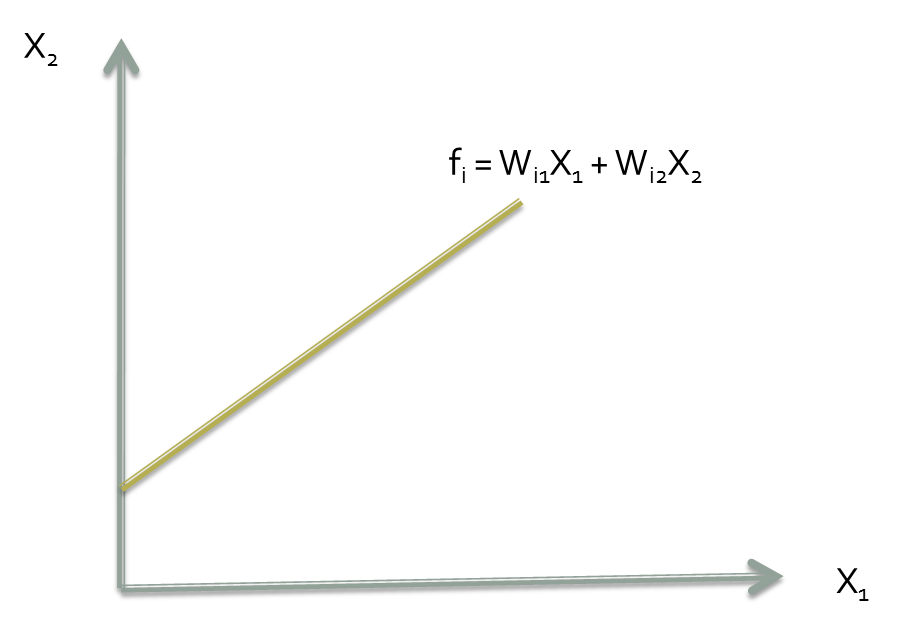 X₂
fᵢ = Wᵢ₁X₁ + Wᵢ₂X₂
X₁